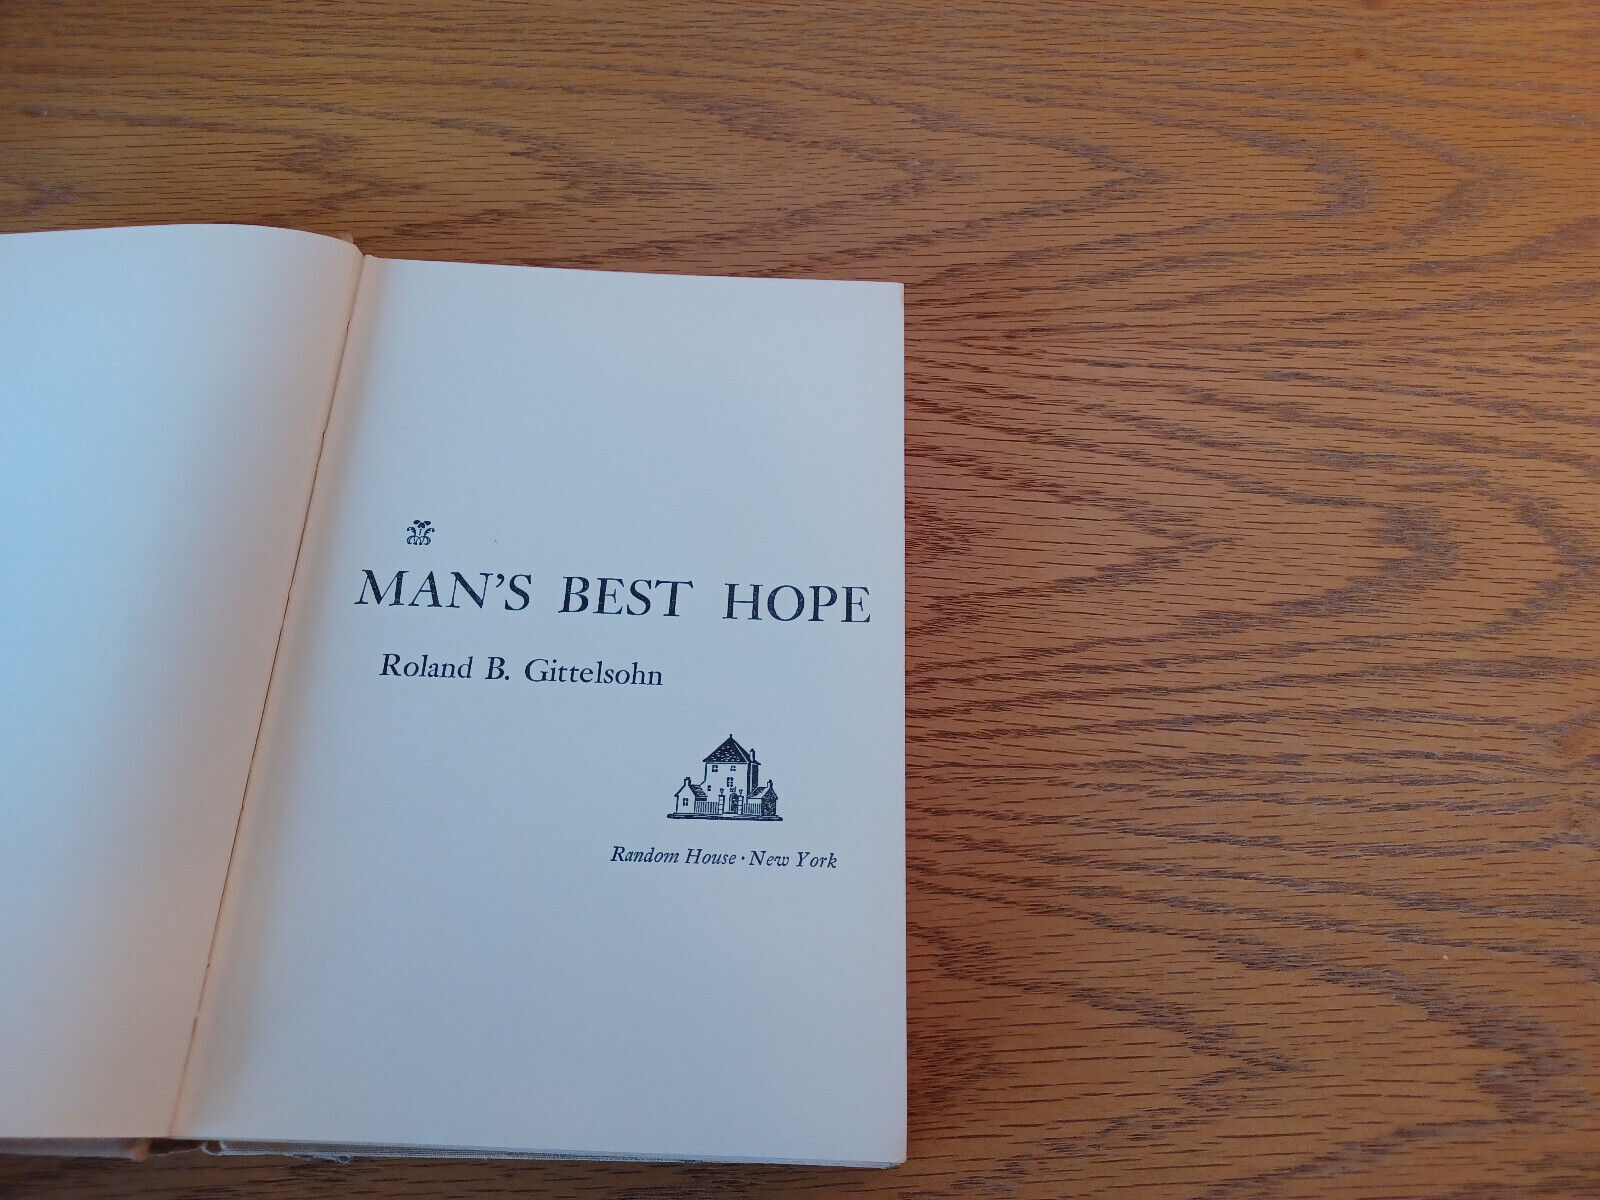 MAN'S BEST HOPE
Roland B. Gittelsohn
Random House · New York